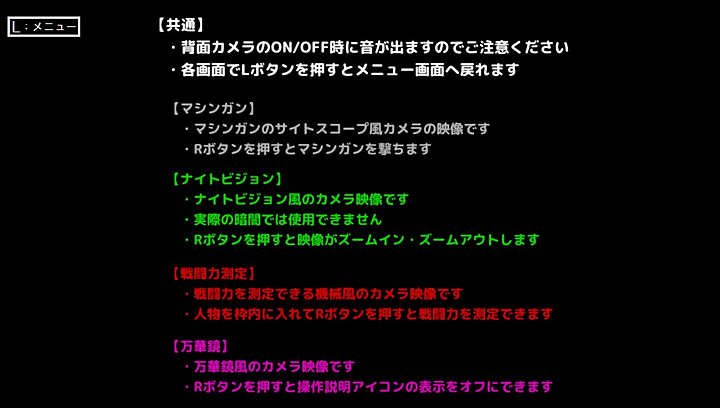 L：メニュー
【共通】
・背面カメラのON/OFF時に音が出ますのでご注意ください
・各画面でLボタンを押すとメニュー画面へ戻れます
【マシンガン】
・マシンガンのサイトスコープ風カメラの映像です
・Rボタンを押すとマシンガンを撃ちます
【ナイトビジョン】
・ナイトビジョン風のカメラ映像です
・実際の暗闇では使用できません
・Rボタンを押すと映像がズームイン・ズームアウトします
【戦闘力測定】
・戦闘力を測定できる機械風のカメラ映像です
・人物を枠内に入れてRボタンを押すと戦闘力を測定できます
【万華鏡】
・万華鏡風のカメラ映像です
・Rボタンを押すと操作説明アイコンの表示をオフにできます